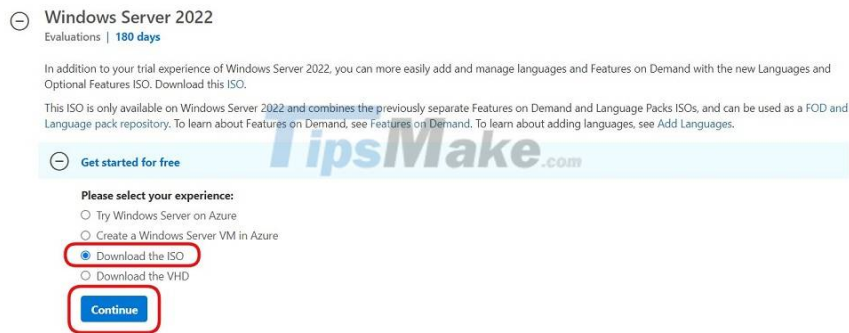 Windows Server 2022
Evaluations | 180 days
In addition to your trial experience of Windows Server 2022, you can more easily add and manage languages and Features on Demand with the new Languages and
Optional Features ISO. Download this ISO.
This ISO is only available on Windows Server 2022 and combines the previously separate Features on Demand and Language Packs ISOs, and can be used as a FOD and
Language pack repository. To learn about Features on Demand, see Features on Demand. To learn about adding languages, see Add Languages.
TipsMake.com
Get started for free
Please select your experience:
Try Windows Server on Azure
Create a Windows Server VM in Azure
Download the ISO
Download the VHD
Continue